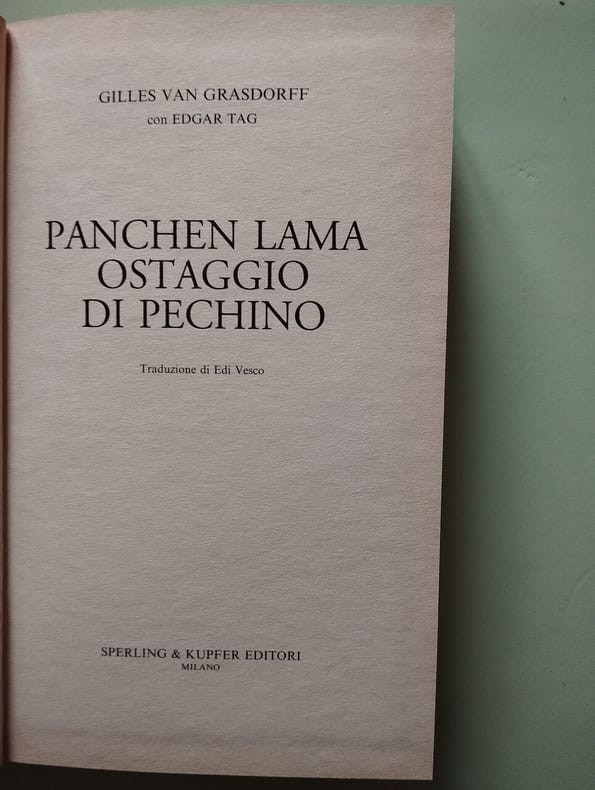 GILLES VAN GRASDORFF
con EDGAR TAG
PANCHEN LAMA
OSTAGGIO
DI PECHINO
Traduzione di Edi Vesco
SPERLING & KUPFER EDITORI
MILANO